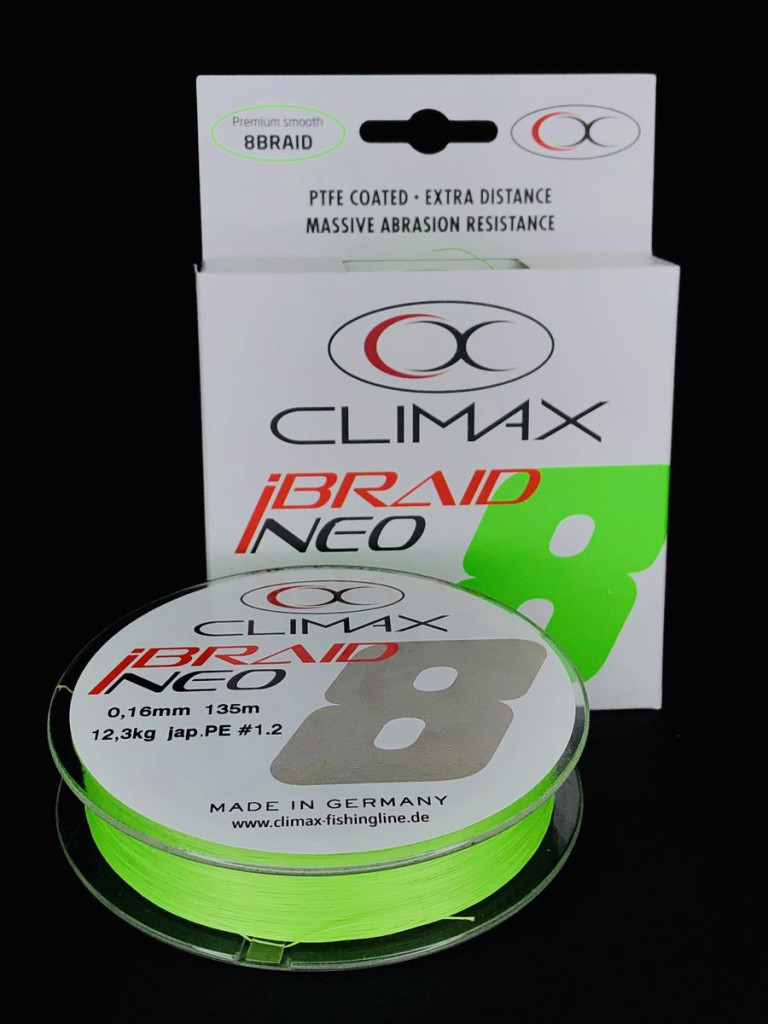 Premium smooth
8BRAID
PTFE COATED • EXTRA DISTANCE
MASSIVE ABRASION RESISTANCE
CLIMAX
iBRAID
NEO
8
CLIMAX
iBRAID
NEO
8
0,16mm 135m
12,3kg jap.PE #1.2
MADE IN GERMANY
www.climax-fishingline.de